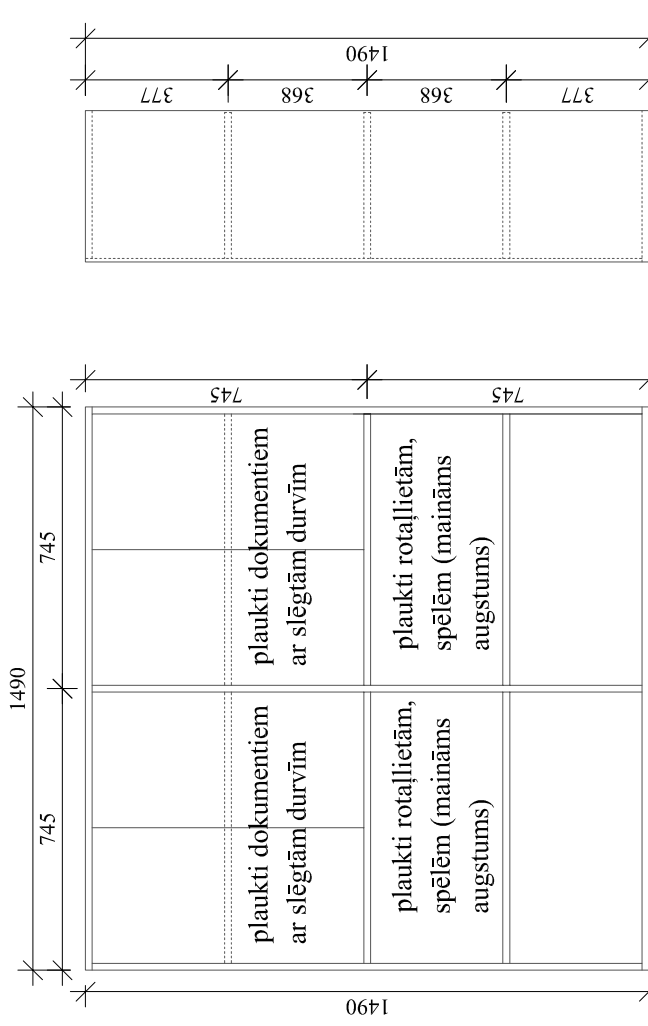 1490
377
368
368
377
745
745
1490
745
745
plaukti dokumentiem
ar slēgtām durvīm
plaukti dokumentiem
ar slēgtām durvīm
plaukti rotaļlietām,
spēlēm (maināms
augstums)
plaukti rotaļlietām,
spēlēm (maināms
augstums)
1490